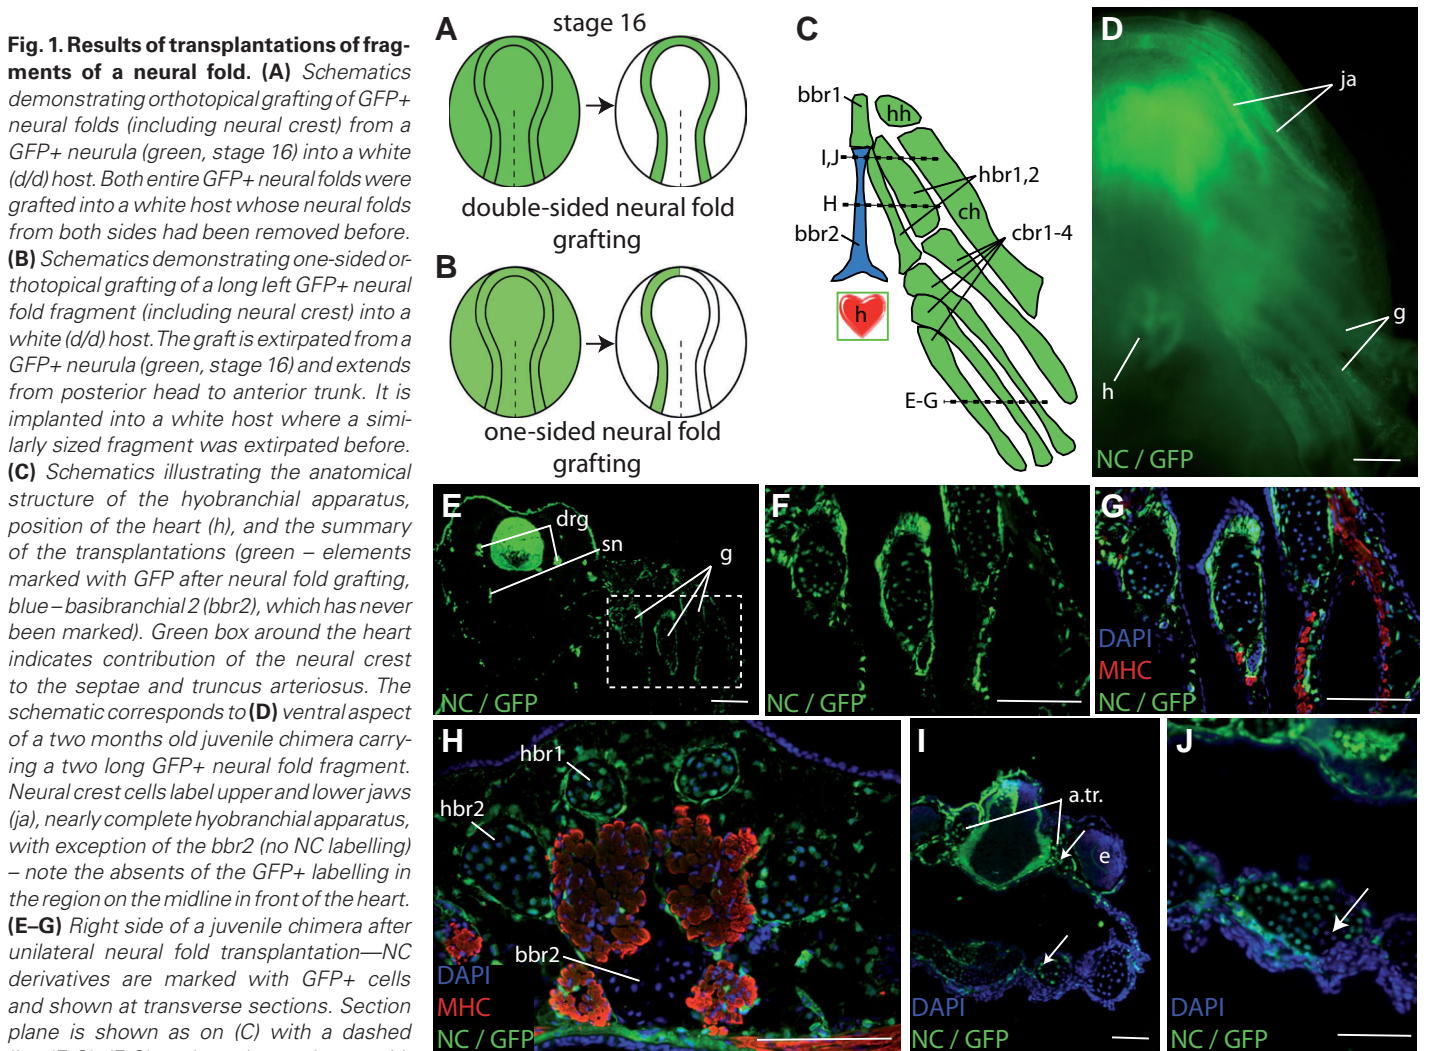 Fig. 1. Results of transplantations of frag-
ments of a neural fold. (A) Schematics
demonstrating orthotopical grafting of GFP+
neural folds (including neural crest) from a
GFP+ neurula (green, stage 16) into a white
(d/d) host. Both entire GFP+ neural folds were
grafted into a white host whose neural folds
from both sides had been removed before.
(B) Schematics demonstrating one-sided or-
thotopical grafting of a long left GFP+ neural
fold fragment (including neural crest) into a
white (d/d) host. The graft is extirpated from a
GFP+ neurula (green, stage 16) and extends
from posterior head to anterior trunk. It is
implanted into a white host where a simi-
larly sized fragment was extirpated before.
(C) Schematics illustrating the anatomical
structure of the hyobranchial apparatus,
position of the heart (h), and the summary
of the transplantations (green – elements
marked with GFP after neural fold grafting,
blue – basibranchial 2 (bbr2), which has never
been marked). Green box around the heart
indicates contribution of the neural crest
to the septae and truncus arteriosus. The
schematic corresponds to (D) ventral aspect
of a two months old juvenile chimera carry-
ing a two long GFP+ neural fold fragment.
Neural crest cells label upper and lower jaws
(ja), nearly complete hyobranchial apparatus,
with exception of the bbr2 (no NC labelling)
– note the absents of the GFP+ labelling in
the region on the midline in front of the heart.
(E–G) Right side of a juvenile chimera after
unilateral neural fold transplantation—NC
derivatives are marked with GFP+ cells
and shown at transverse sections. Section
plane is shown as on (C) with a dashed
A
stage 16
double-sided neural fold
grafting
B
one-sided neural fold
grafting
C
bbr1
hh
I,J
hbr1,2
H
ch
bbr2
cbr1-4
h
E-G
D
ja
g
h
NC / GFP
E
drg
sn
g
NC / GFP
F
NC / GFP
G
DAPI
MHC
NC / GFP
H
hbr1
hbr2
bbr2
DAPI
MHC
NC / GFP
I
a.tr.
e
DAPI
NC / GFP
J
DAPI
NC / GFP